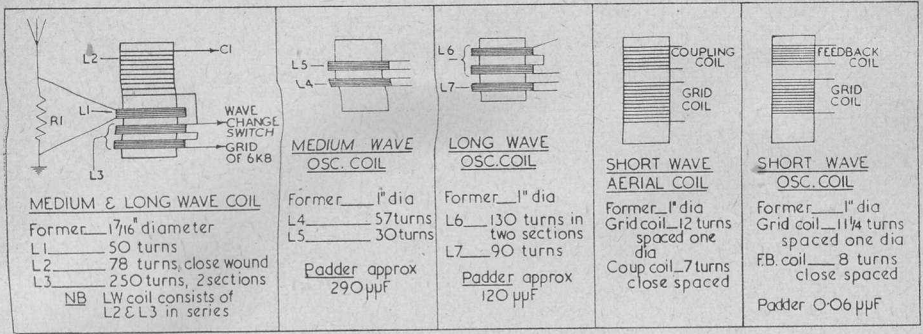 L2
C1
L1
R1
L3
WAVE
CHANGE
SWITCH
GRID
OF 6K8
MEDIUM & LONG WAVE COIL
Former 17/16" diameter
L1 50 turns
L2 78 turns, close wound
L3 250 turns, 2 sections
NB LW coil consists of
L2 & L3 in series
L5
L4
MEDIUM WAVE
OSC. COIL
Former 1" dia
L4 57 turns
L5 30 turns
Padder approx
290 µµF
L6
L7
LONG WAVE
OSC. COIL
Former 1" dia
L6 130 turns in
two sections
L7 90 turns
Padder approx
120 µµF
COUPLING
COIL
GRID
COIL
SHORT WAVE
AERIAL COIL
Former 1" dia
Grid coil 12 turns
spaced one
dia
Coup coil 7 turns
close spaced
FEEDBACK
COIL
GRID
COIL
SHORT WAVE
OSC. COIL
Former 1" dia
Grid coil 11¼ turns
spaced one dia
F.B. coil 8 turns
close spaced
Padder 0·06 µµF